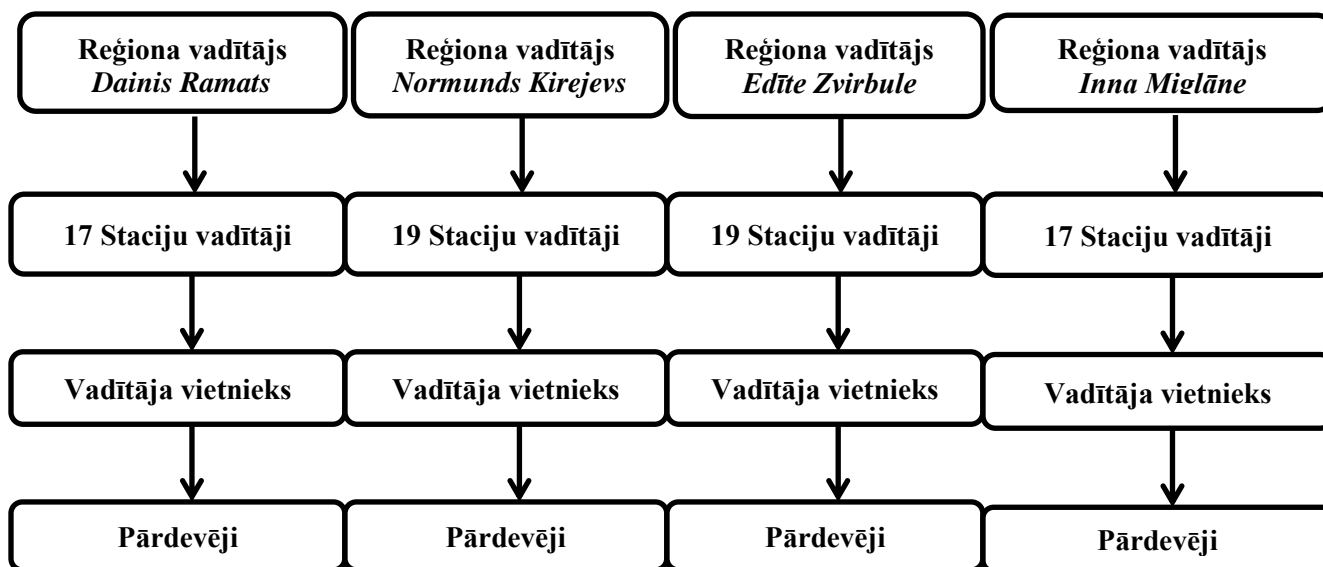 Reģiona vadītājs
Dainis Ramats
Reģiona vadītājs
Normunds Kirejevs
Reģiona vadītājs
Edīte Zvirbule
Reģiona vadītājs
Inna Miglāne
17 Staciju vadītāji
19 Staciju vadītāji
19 Staciju vadītāji
17 Staciju vadītāji
Vadītāja vietnieks
Vadītāja vietnieks
Vadītāja vietnieks
Vadītāja vietnieks
Pārdevēji
Pārdevēji
Pārdevēji
Pārdevēji